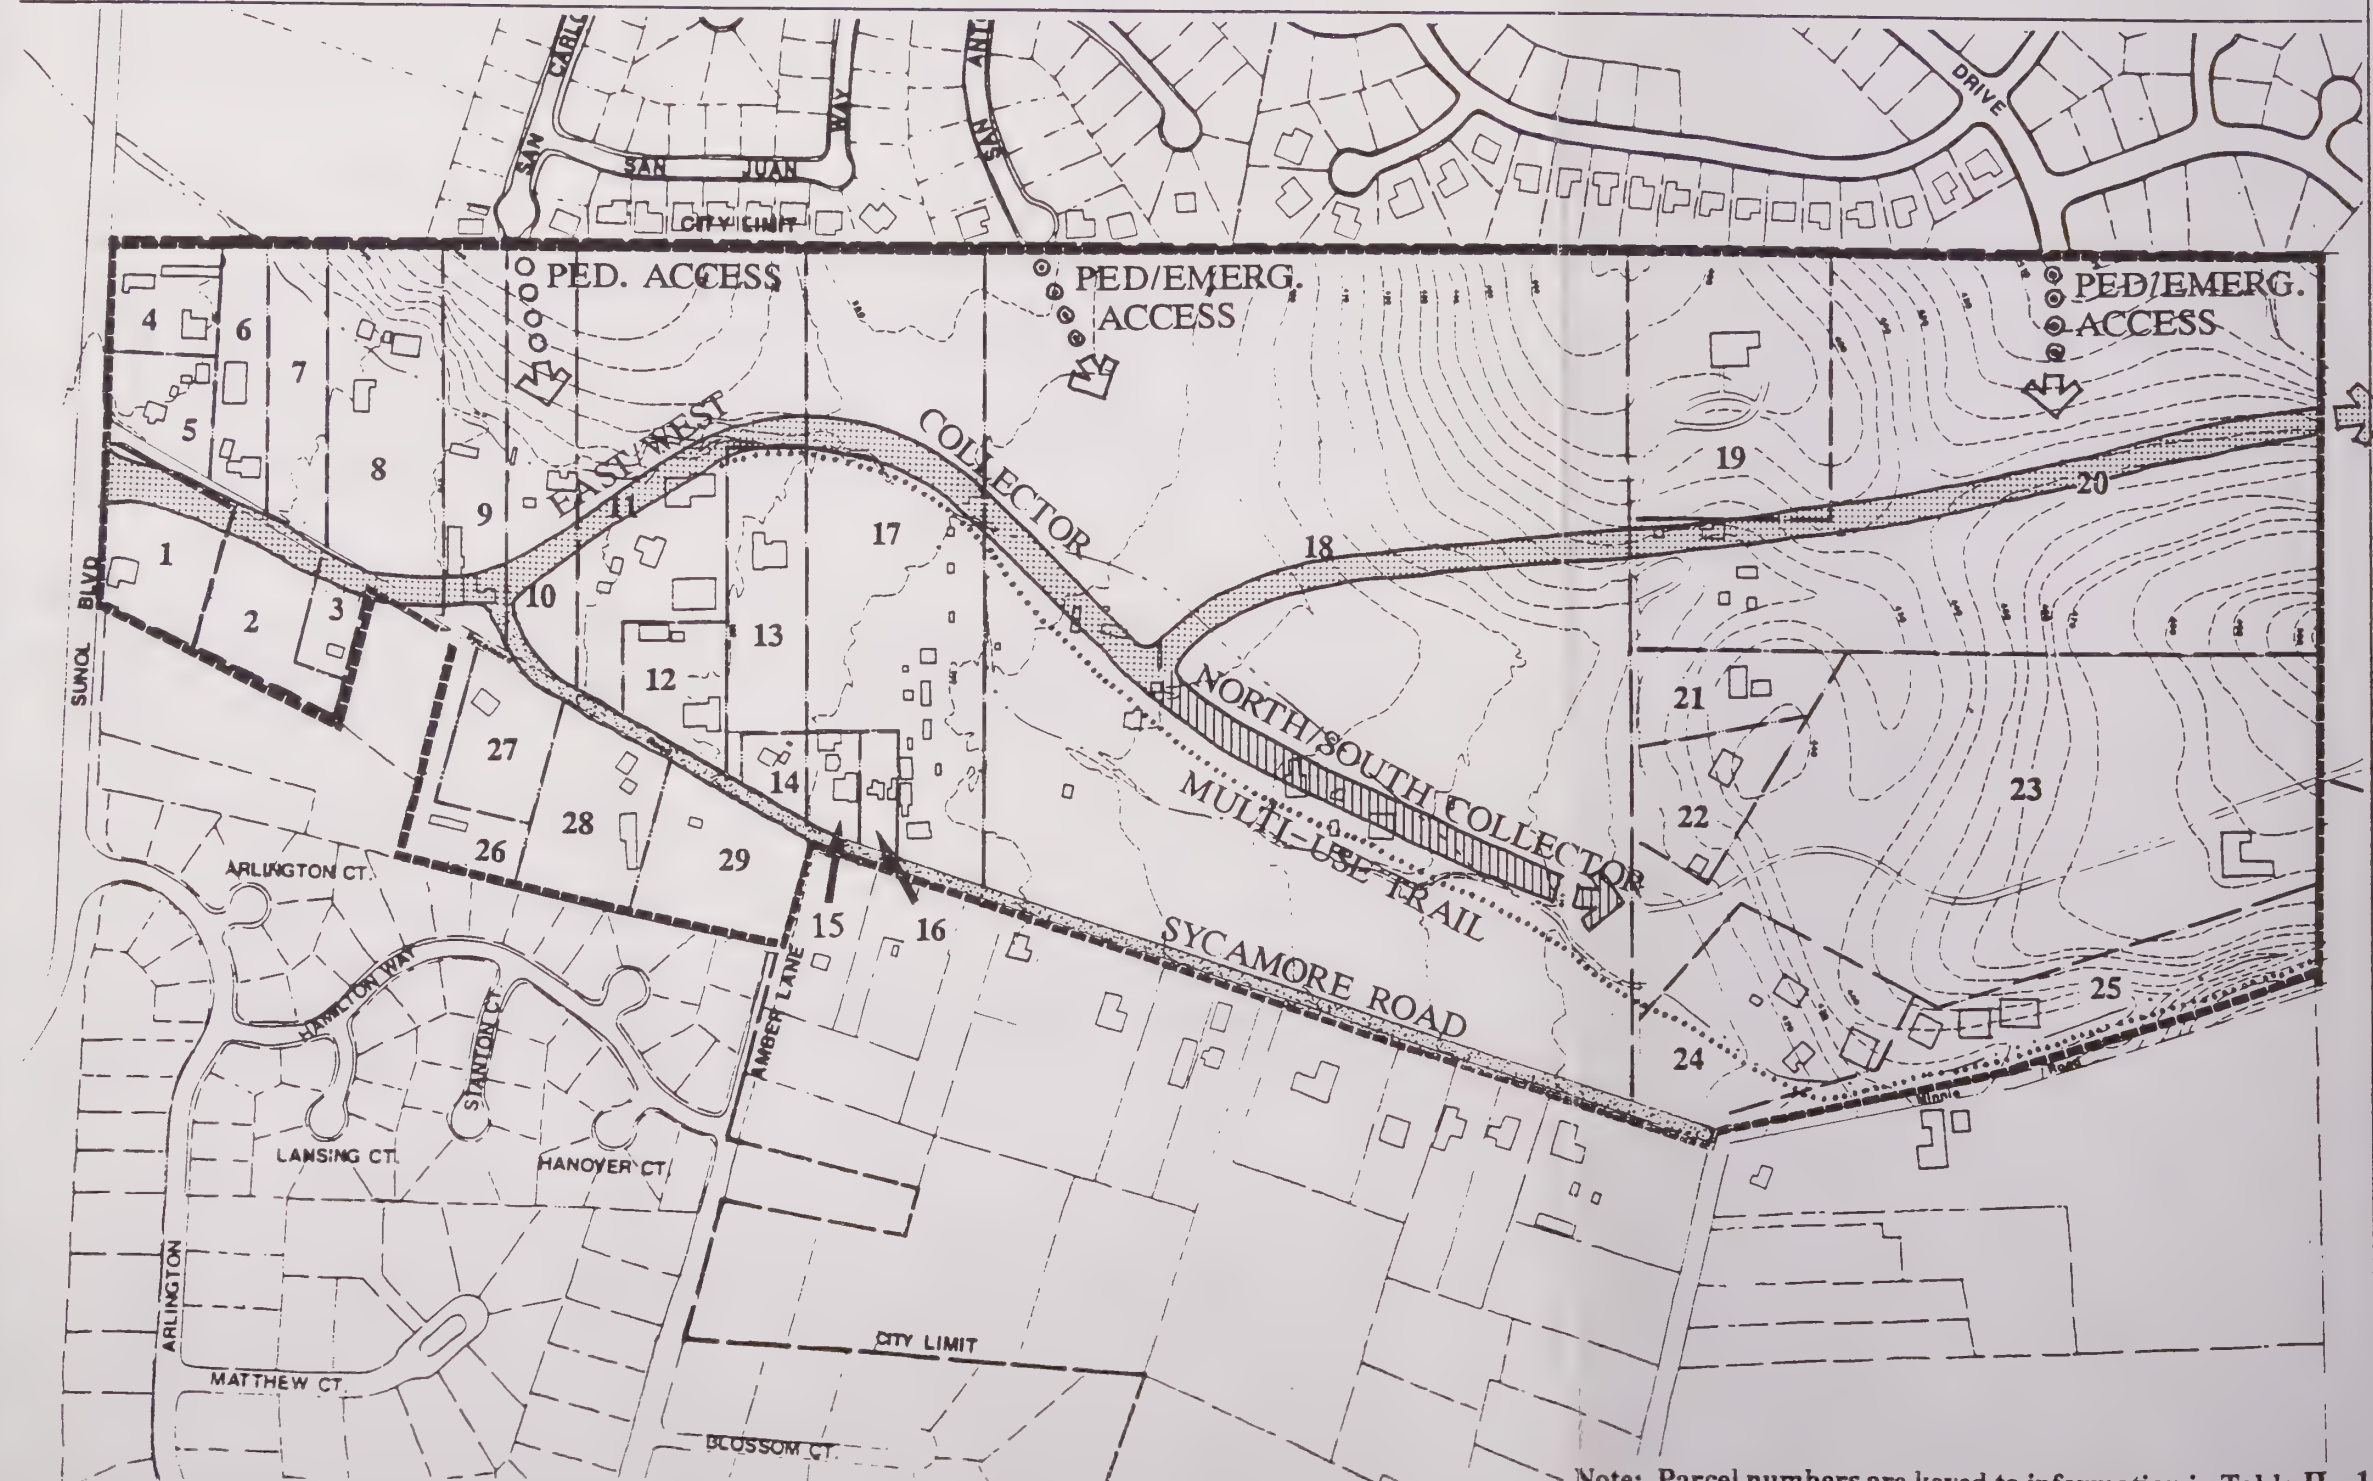 CARLO
SAN
SAN JUAN
WAY
SAN
ANT
DRIVE
CITY LIMIT
PED. ACCESS
PED/EMERG.
ACCESS
PED/EMERG.
ACCESS
4
6
7
5
8
9
EAST/WEST
COLLECTOR
11
17
19
20
18
1
2
3
10
13
12
SUNOL BLVD
21
NORTH/SOUTH COLLECTOR
MULTI-USE TRAIL
27
14
22
23
28
26
29
15
16
ARLINGTON CT.
SYCAMORE ROAD
HAMILTON WAY
STANTON CT.
AMBER LANE
25
24
Minnie Road
LANSING CT.
HANOVER CT.
ARLINGTON
CITY LIMIT
MATTHEW CT.
BLOSSOM CT.
Note: Parcel numbers are keyed to information in Table II - 1